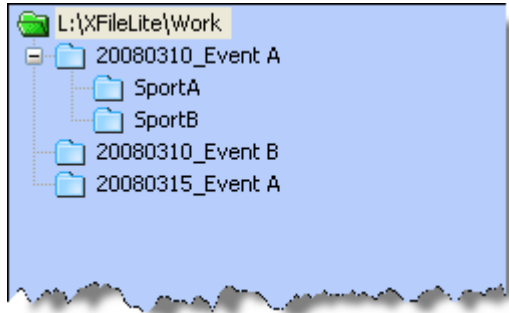 L:\XFileLite\Work
20080310_Event A
SportA
SportB
20080310_Event B
20080315_Event A